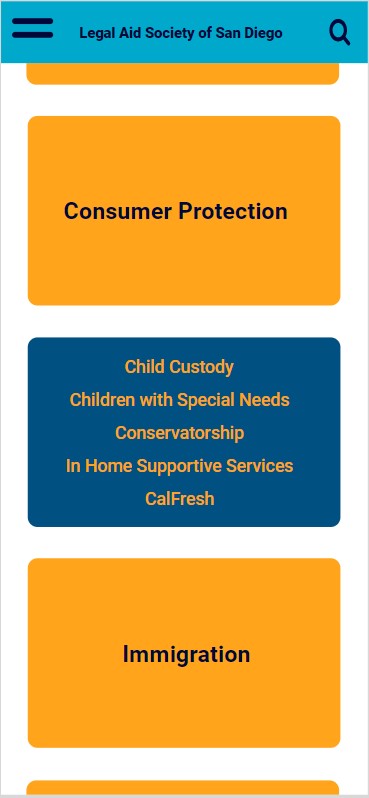 Legal Aid Society of San Diego
Consumer Protection
Child Custody
Children with Special Needs
Conservatorship
In Home Supportive Services
CalFresh
Immigration